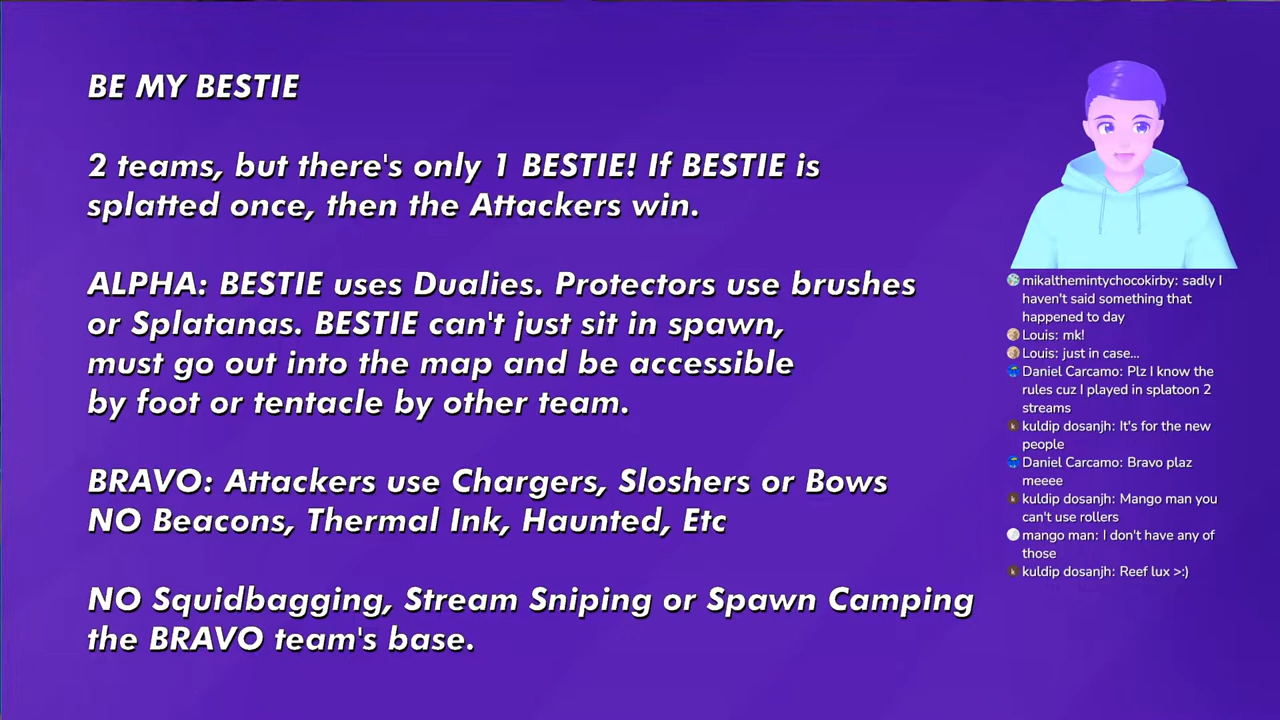 BE MY BESTIE
2 teams, but there's only 1 BESTIE! If BESTIE is
splatted once, then the Attackers win.
ALPHA: BESTIE uses Dualies. Protectors use brushes
or Splatanas. BESTIE can't just sit in spawn,
must go out into the map and be accessible
by foot or tentacle by other team.
BRAVO: Attackers use Chargers, Sloshers or Bows
NO Beacons, Thermal Ink, Haunted, Etc
NO Squidbagging, Stream Sniping or Spawn Camping
the BRAVO team's base.
mikalthemintychocokirby: sadly I
haven't said something that
happened to day
Louis: mk!
Louis: just in case...
Daniel Carcamo: Plz I know the
rules cuz I played in splatoon 2
streams
k kuldip dosanjh: It's for the new
people
Daniel Carcamo: Bravo plaz
meeee
k kuldip dosanjh: Mango man you
can't use rollers
mango man: I don't have any of
those
k kuldip dosanjh: Reef lux >:)